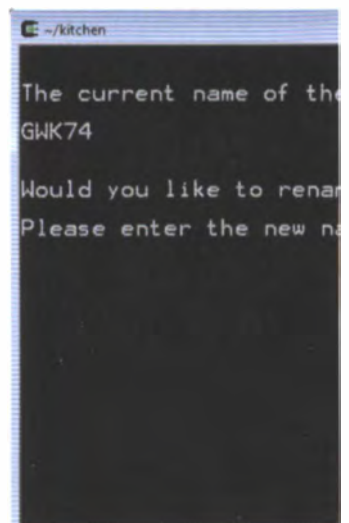 ~/kitchen
The current name of the
GWK74
Would you like to renam
Please enter the new na